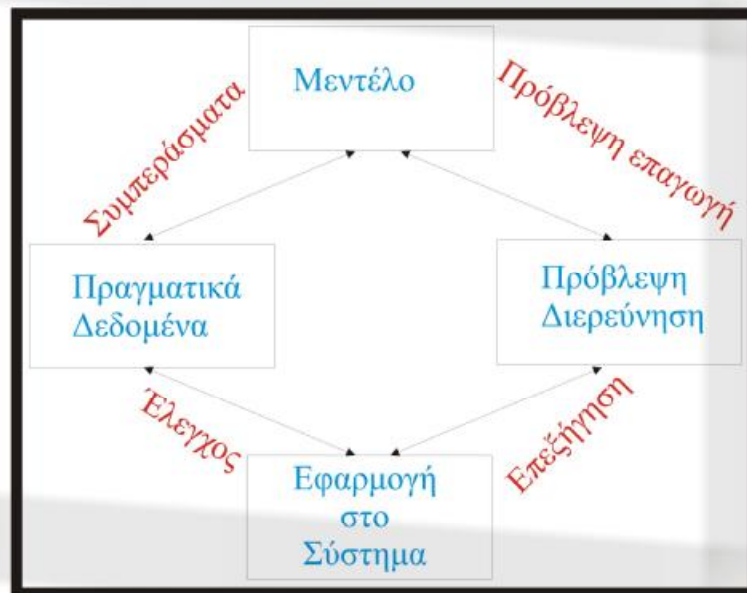 Μεντέλο
Συμπεράσματα
Πρόβλεψη επαγωγή
Πραγματικά
Δεδομένα
Πρόβλεψη
Διερεύνηση
Έλεγχος
Επεξήγηση
Εφαρμογή
στο
Σύστημα